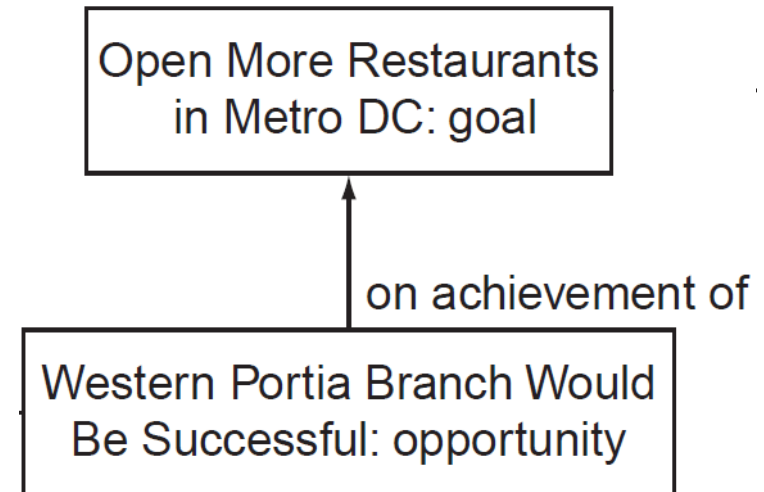 Open More Restaurants
in Metro DC: goal
on achievement of
Western Portia Branch Would
Be Successful: opportunity